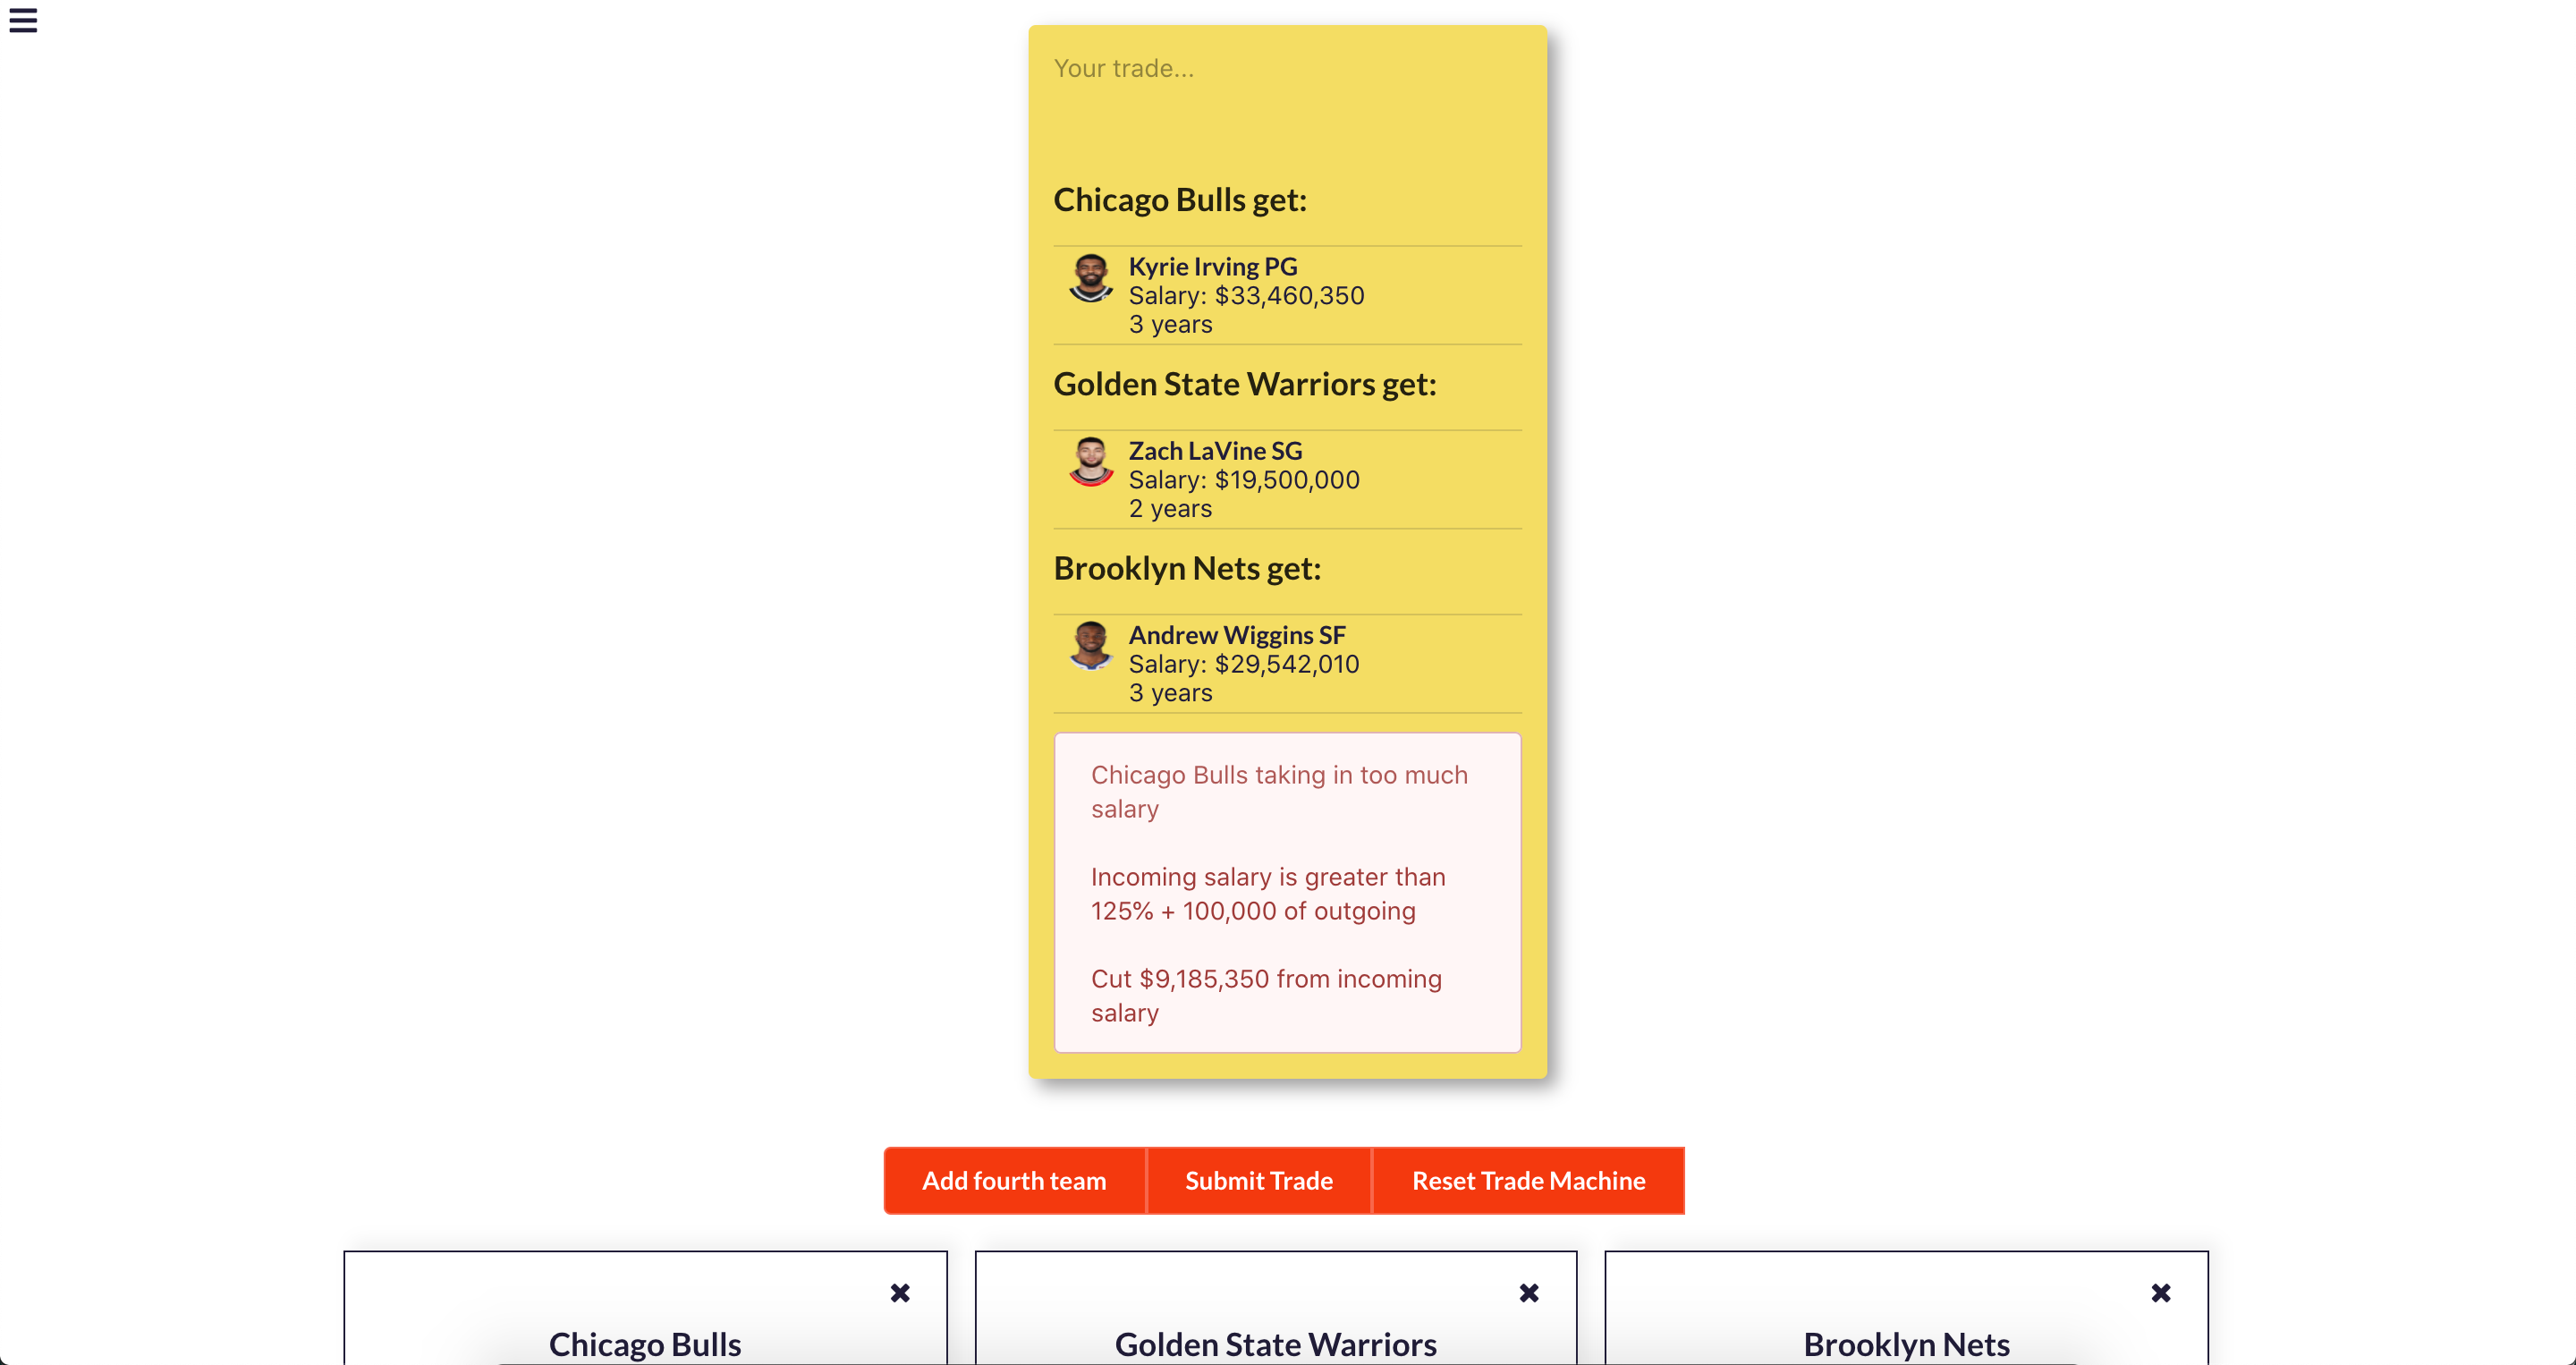 Your trade...
Chicago Bulls get:
Kyrie Irving PG
Salary: $33,460,350
3 years
Golden State Warriors get:
Zach LaVine SG
Salary: $19,500,000
2 years
Brooklyn Nets get:
Andrew Wiggins SF
Salary: $29,542,010
3 years
Chicago Bulls taking in too much
salary
Incoming salary is greater than
125% + 100,000 of outgoing
Cut $9,185,350 from incoming
salary
Add fourth team
Submit Trade
Reset Trade Machine
Chicago Bulls
Golden State Warriors
Brooklyn Nets